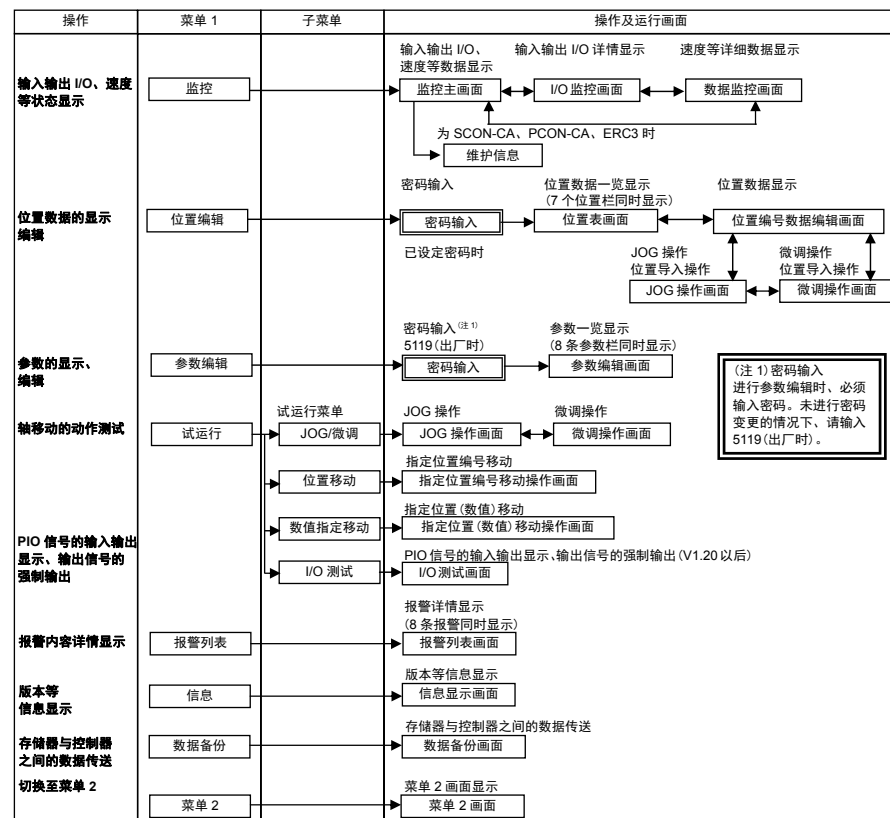 操作 菜单 1 子菜单 操作及运行画面
输入输出 I/O、速度
等状态显示
监控
输入输出 I/O、
速度等数据显示
输入输出 I/O 详情显示
速度等详细数据显示
监控主画面
I/O 监控画面
数据监控画面
为 SCON-CA、PCON-CA、ERC3 时
维护信息
位置数据的显示
编辑
位置编辑
密码输入
密码输入
已设定密码时
位置数据一览显示
(7 个位置栏同时显示)
位置表画面
位置数据显示
位置编号数据编辑画面
JOG 操作
位置导入操作
JOG 操作画面
微调操作
位置导入操作
微调操作画面
参数的显示、
编辑
参数编辑
密码输入(注 1)
5119(出厂时)
密码输入
参数一览显示
(8 条参数栏同时显示)
参数编辑画面
(注 1)密码输入
进行参数编辑时、必须
输入密码。未进行密码
变更的情况下、请输入
5119(出厂时)。
轴移动的动作测试
试运行
试运行菜单
JOG/微调
JOG 操作
JOG 操作画面
微调操作
微调操作画面
位置移动
指定位置编号移动
指定位置编号移动操作画面
数值指定移动
指定位置(数值)移动
指定位置(数值)移动操作画面
PIO 信号的输入输出
显示、输出信号的
强制输出
I/O 测试
PIO 信号的输入输出显示、输出信号的强制输出(V1.20 以后)
I/O 测试画面
报警内容详情显示
报警列表
报警详情显示
(8 条报警同时显示)
报警列表画面
版本等
信息显示
信息
版本等信息显示
信息显示画面
存储器与控制器
之间的数据传送
数据备份
存储器与控制器之间的数据传送
数据备份画面
切换至菜单 2
菜单 2
菜单 2 画面显示
菜单 2 画面